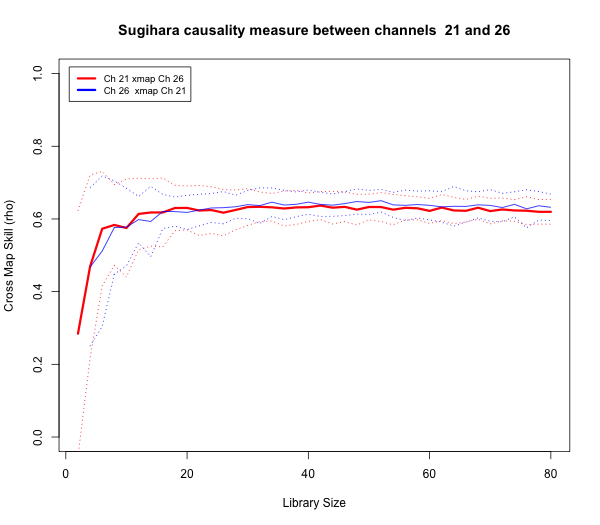 Sugihara causality measure between channels  21 and 26
Ch 21 xmap Ch 26
Ch 26  xmap Ch 21
Cross Map Skill (rho)
1.0
0.8
0.6
0.4
0.2
0.0
0 20 40 60 80
Library Size